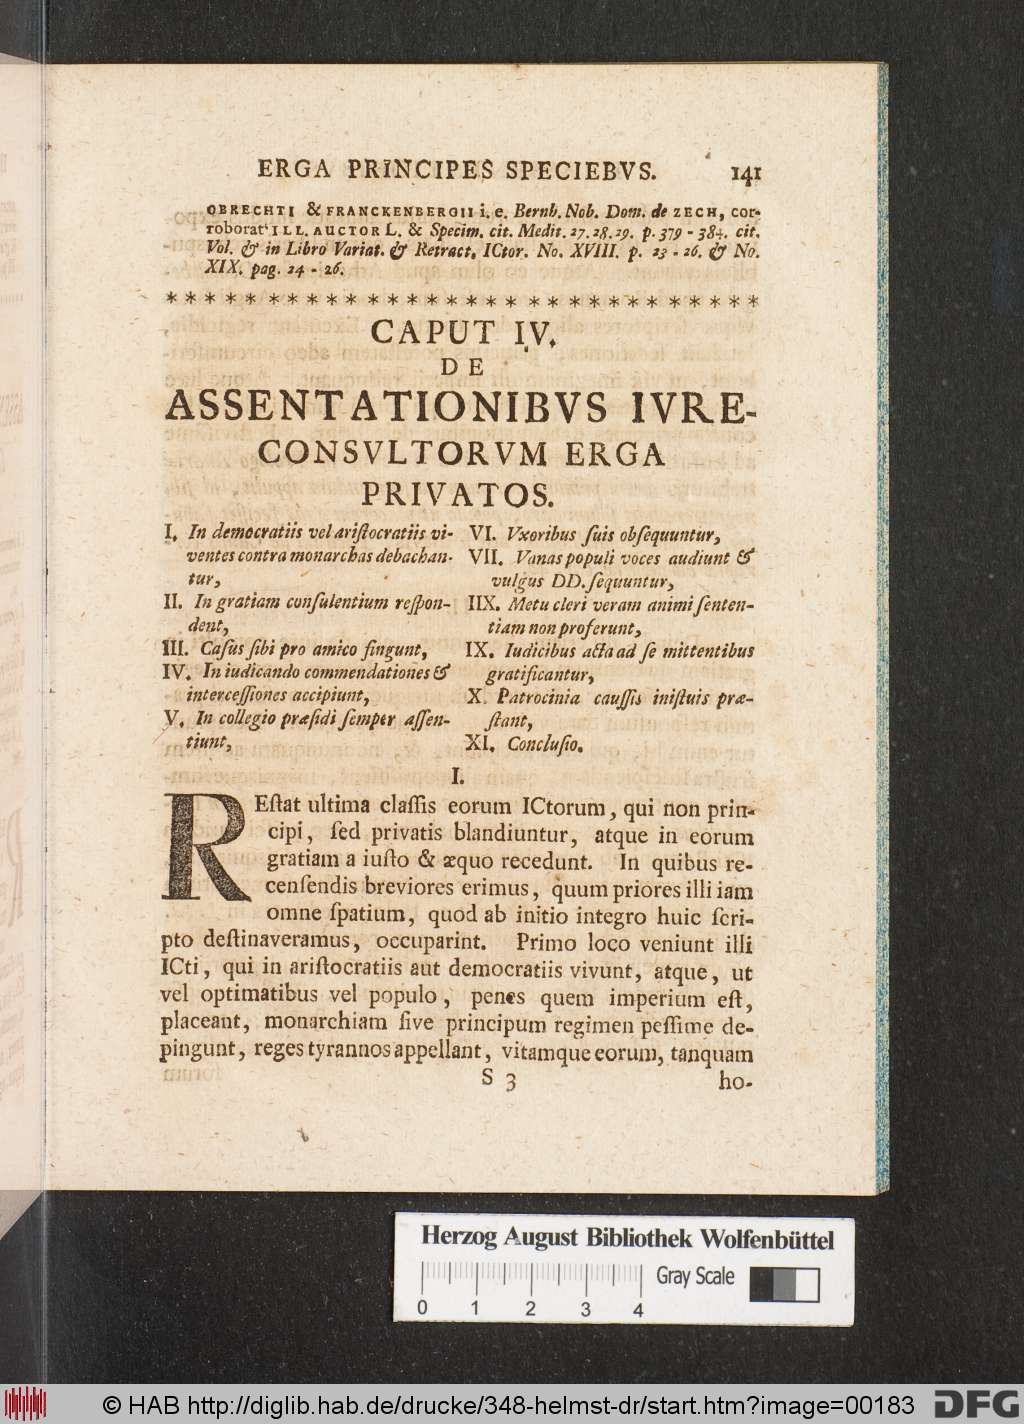 ERGA PRINCIPES SPECIEBVS. 141
OBRECHTI & FRANCKENBERGII i. e. Bernh. Nob. Dom. de ZECH, cor-
roborat ILL. AUCTOR L. & Specim. cit. Medit. 27. 28. 29. p. 379 - 384. cit.
Vol. & in Libro Variat. & Retract. ICtor. No. XVIII. p. 23 - 26. & No.
XIX. pag. 24 - 26.
* * * * * * * * * * * * * * * * * * * * * * * * * * * * * * *
CAPUT IV.
DE
ASSENTATIONIBVS IVRE-
CONSVLTORVM ERGA
PRIVATOS.
I. In democratiis vel aristocratiis vi-
ventes contra monarchas debachan-
tur,
II. In gratiam consulentium respon-
dent,
III. Casus sibi pro amico fingunt,
IV. In iudicando commendationes &
intercessiones accipiunt,
V. In collegio præsidi semper assen-
tiunt,
VI. Vxoribus suis obsequuntur,
VII. Vanas populi voces audiunt &
vulgus DD. sequuntur,
IIX. Metu cleri veram animi senten-
tiam non proferunt,
IX. Iudicibus acta ad se mittentibus
gratificantur,
X. Patrocinia caussis inistuis præ-
stant,
XI. Conclusio.
I.
REstat ultima classis eorum ICtorum, qui non prin-
cipi, sed privatis blandiuntur, atque in eorum
gratiam a iusto & æquo recedunt. In quibus re-
censendis breviores erimus, quum priores illi iam
omne spatium, quod ab initio integro huic scri-
pto destinaveramus, occuparint. Primo loco veniunt illi
ICti, qui in aristocratiis aut democratiis vivunt, atque, ut
vel optimatibus vel populo, penes quem imperium est,
placeant, monarchiam sive principum regimen pessime de-
pingunt, reges tyrannos appellant, vitamque eorum, tanquam
S 3 ho-
Herzog August Bibliothek Wolfenbüttel
Gray Scale
0 1 2 3 4
© HAB http://diglib.hab.de/drucke/348-helmst-dr/start.htm?image=00183
DFG